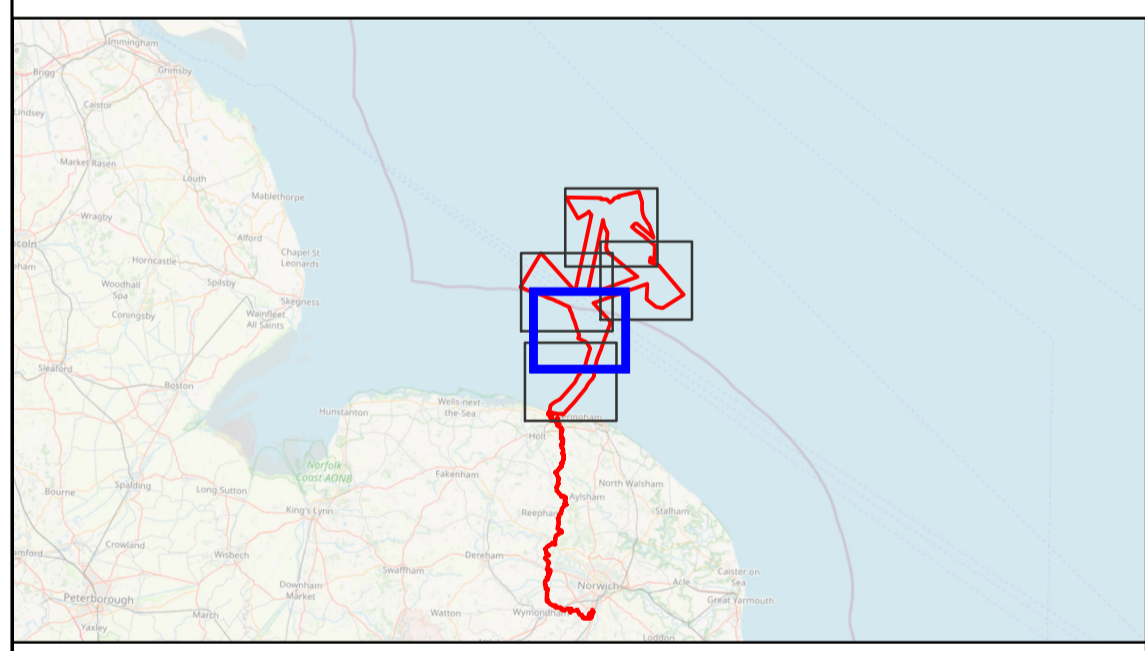 Immingham
Grimsby
Brigg
Caistor
Lindsey
Market Rasen
Louth
Mablethorpe
Wragby
Alford
Chapel St
Leonards
Horncastle
Woodhall
Spa
Spilsby
Skegness
Coningsby
Wainfleet
All Saints
Sleaford
Boston
Hunstanton
Wells-next
-the-Sea
Holt
Norfolk
Coast AONB
Fakenham
North Walsham
Bourne
Spalding
Long Sutton
King's Lynn
Aylsham
Stalham
Crowland
Wisbech
Dereham
Swaffham
Caister on
Sea
Norwich
Acle
Great Yarmouth
Peterborough
March
Downham
Market
Watton
Yaxley
Loddon